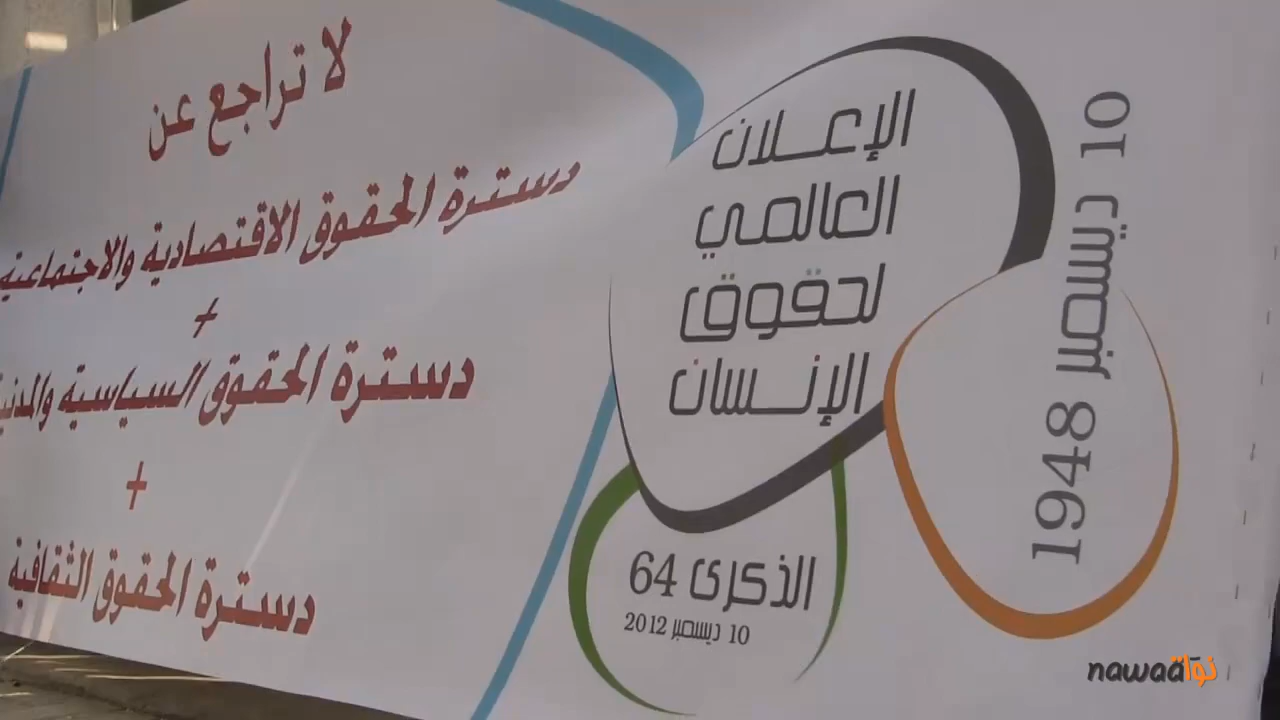 لا تراجع عن
دسترة الحقوق الاقتصادية والاجتماعية
+
دسترة الحقوق السياسية والمدنية
+
دسترة الحقوق الثقافية
الإعلان
العالمي
لحقوق
الإنسان
10 ديسمبر 1948
الذكرى 64
10 ديسمبر 2012
nawaat نواة